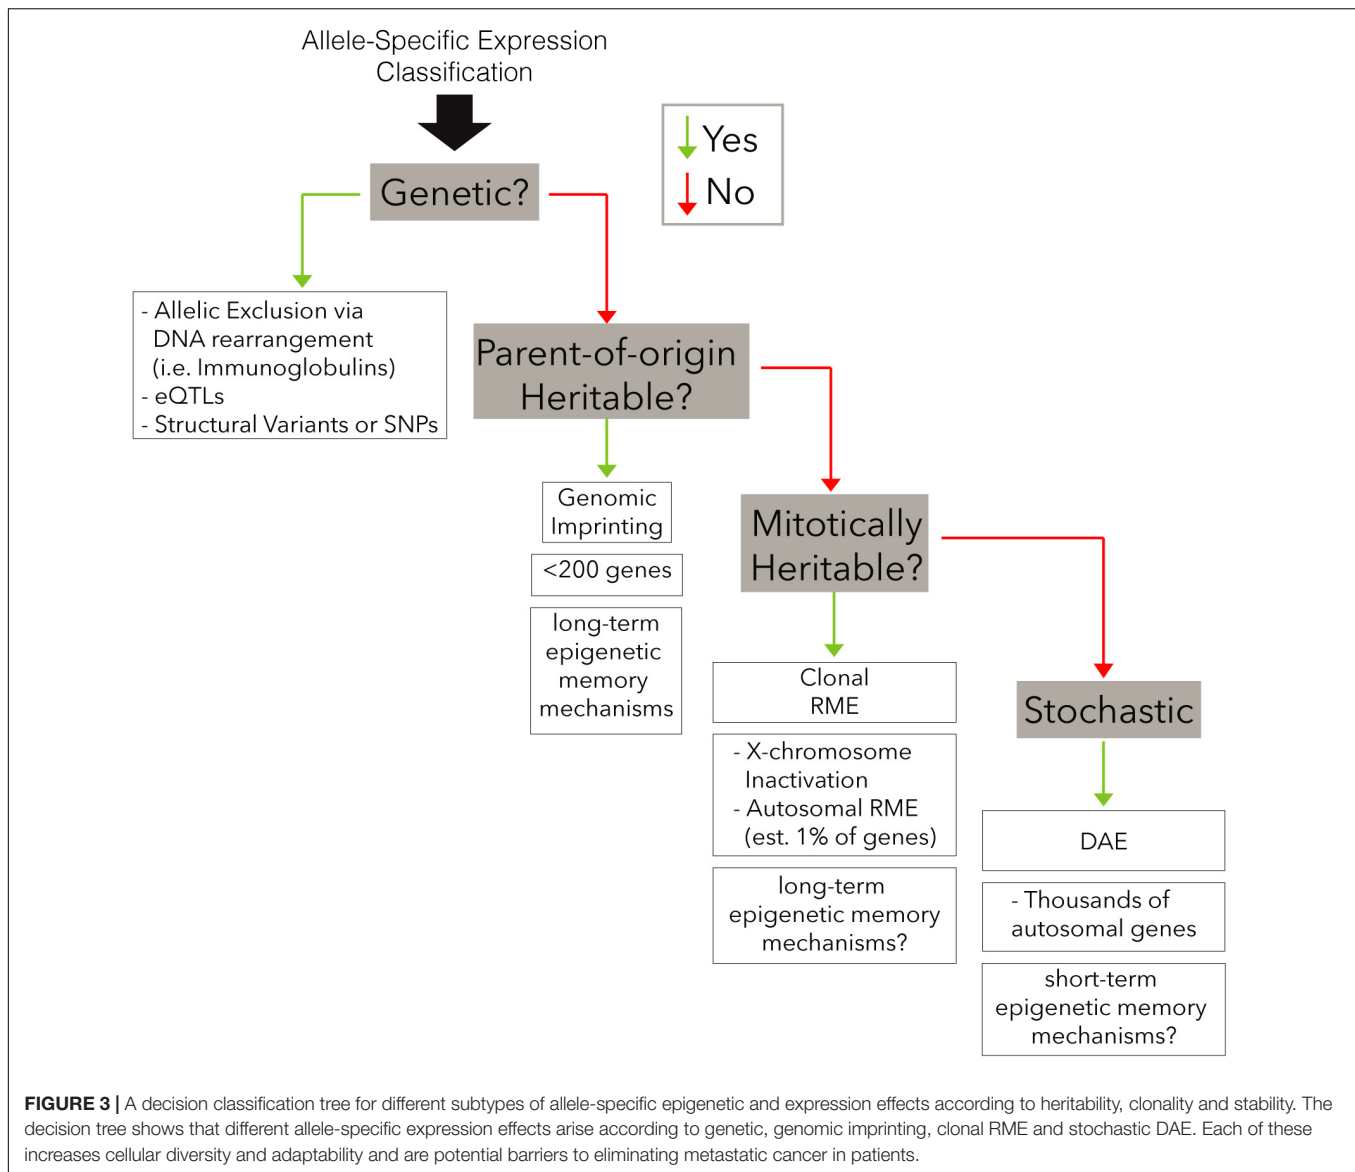 Allele-Specific Expression
Classification
Yes
No
Genetic?
- Allelic Exclusion via
DNA rearrangement
(i.e. Immunoglobulins)
- eQTLs
- Structural Variants or SNPs
Parent-of-origin
Heritable?
Genomic
Imprinting
<200 genes
long-term
epigenetic
memory
mechanisms
Mitotically
Heritable?
Clonal
RME
- X-chromosome
Inactivation
- Autosomal RME
(est. 1% of genes)
long-term
epigenetic memory
mechanisms?
Stochastic
DAE
- Thousands of
autosomal genes
short-term
epigenetic memory
mechanisms?
FIGURE 3 | A decision classification tree for different subtypes of allele-specific epigenetic and expression effects according to heritability, clonality and stability. The
decision tree shows that different allele-specific expression effects arise according to genetic, genomic imprinting, clonal RME and stochastic DAE. Each of these
increases cellular diversity and adaptability and are potential barriers to eliminating metastatic cancer in patients.